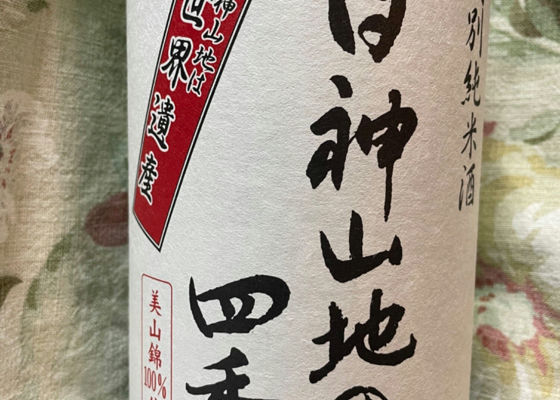 別純米酒
白神山地の
四季
神山地は
世界遺産
美山錦100%